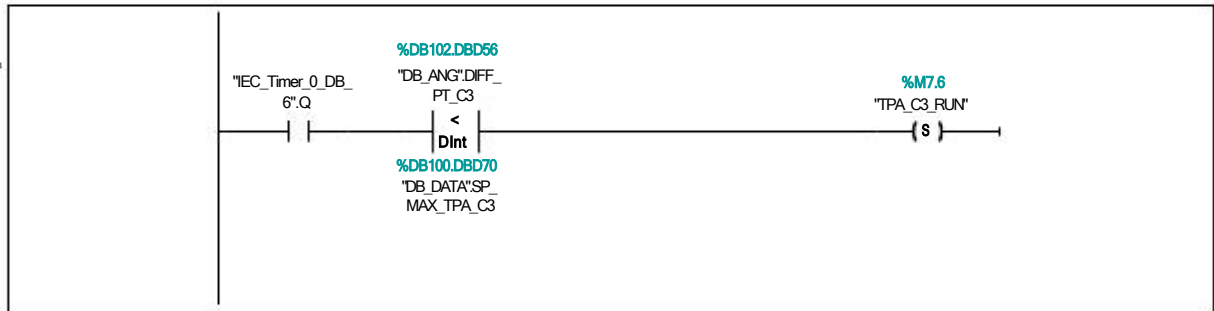 %DB102.DBD56
"IEC_Timer_0_DB_
6".Q
"DB_ANG".DIFF_
PT_C3
<
DInt
%DB100.DBD70
"DB_DATA".SP_
MAX_TPA_C3
%M7.6
"TPA_C3_RUN"
S